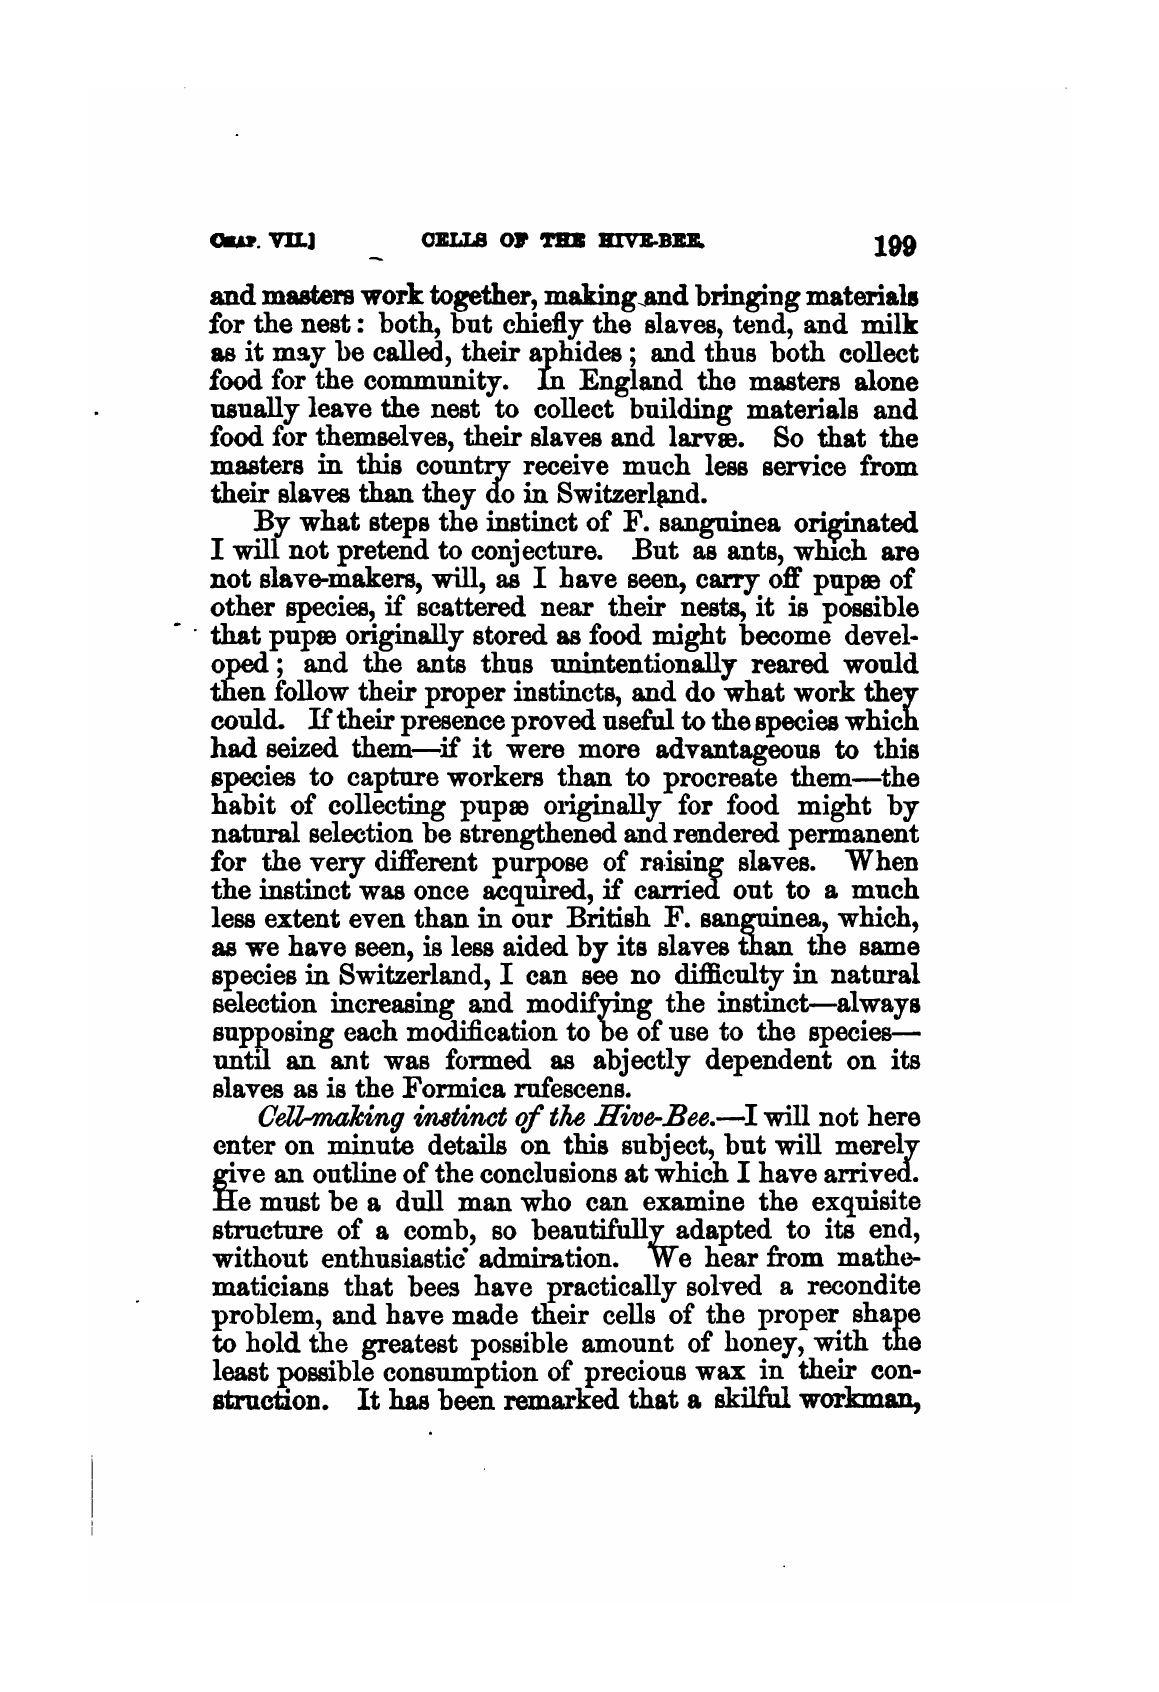 CHAP. VII.] CELLS OF THE HIVE-BEE. 199
and masters work together, making and bringing materials
for the nest: both, but chiefly the slaves, tend, and milk
as it may be called, their aphides; and thus both collect
food for the community. In England the masters alone
usually leave the nest to collect building materials and
food for themselves, their slaves and larvæ. So that the
masters in this country receive much less service from
their slaves than they do in Switzerland.
By what steps the instinct of F. sanguinea originated
I will not pretend to conjecture. But as ants, which are
not slave-makers, will, as I have seen, carry off pupæ of
other species, if scattered near their nests, it is possible
that pupæ originally stored as food might become devel-
oped; and the ants thus unintentionally reared would
then follow their proper instincts, and do what work they
could. If their presence proved useful to the species which
had seized them—if it were more advantageous to this
species to capture workers than to procreate them—the
habit of collecting pupæ originally for food might by
natural selection be strengthened and rendered permanent
for the very different purpose of raising slaves. When
the instinct was once acquired, if carried out to a much
less extent even than in our British F. sanguinea, which,
as we have seen, is less aided by its slaves than the same
species in Switzerland, I can see no difficulty in natural
selection increasing and modifying the instinct—always
supposing each modification to be of use to the species—
until an ant was formed as abjectly dependent on its
slaves as is the Formica rufescens.
Cell-making instinct of the Hive-Bee.—I will not here
enter on minute details on this subject, but will merely
give an outline of the conclusions at which I have arrived.
He must be a dull man who can examine the exquisite
structure of a comb, so beautifully adapted to its end,
without enthusiastic admiration. We hear from mathe-
maticians that bees have practically solved a recondite
problem, and have made their cells of the proper shape
to hold the greatest possible amount of honey, with the
least possible consumption of precious wax in their con-
struction. It has been remarked that a skilful workman,